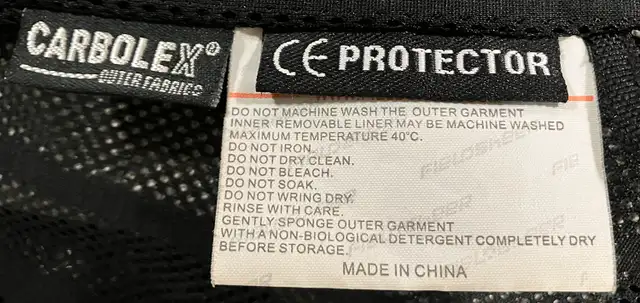 CARBOLEX®
OUTER FABRICS
CE PROTECTOR
DO NOT MACHINE WASH THE OUTER GARMENT
INNER REMOVABLE LINER MAY BE MACHINE WASHED
MAXIMUM TEMPERATURE 40°C.
DO NOT IRON.
DO NOT DRY CLEAN.
DO NOT BLEACH.
DO NOT SOAK.
DO NOT WRING DRY.
RINSE WITH CARE.
GENTLY SPONGE OUTER GARMENT
WITH A NON-BIOLOGICAL DETERGENT COMPLETELY DRY
BEFORE STORAGE.
MADE IN CHINA
FIELDSHEER